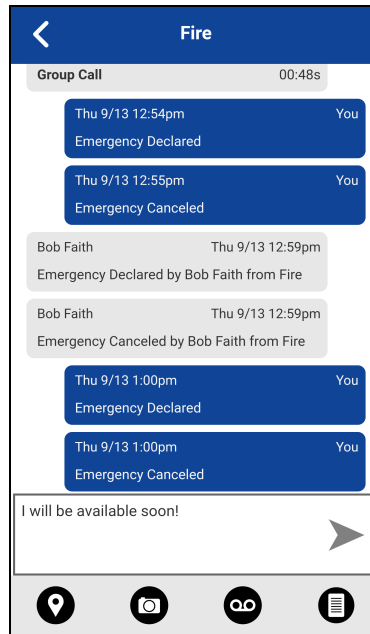 Fire
Group Call 00:48s
Thu 9/13 12:54pm You
Emergency Declared
Thu 9/13 12:55pm You
Emergency Canceled
Bob Faith Thu 9/13 12:59pm
Emergency Declared by Bob Faith from Fire
Bob Faith Thu 9/13 12:59pm
Emergency Canceled by Bob Faith from Fire
Thu 9/13 1:00pm You
Emergency Declared
Thu 9/13 1:00pm You
Emergency Canceled
I will be available soon!